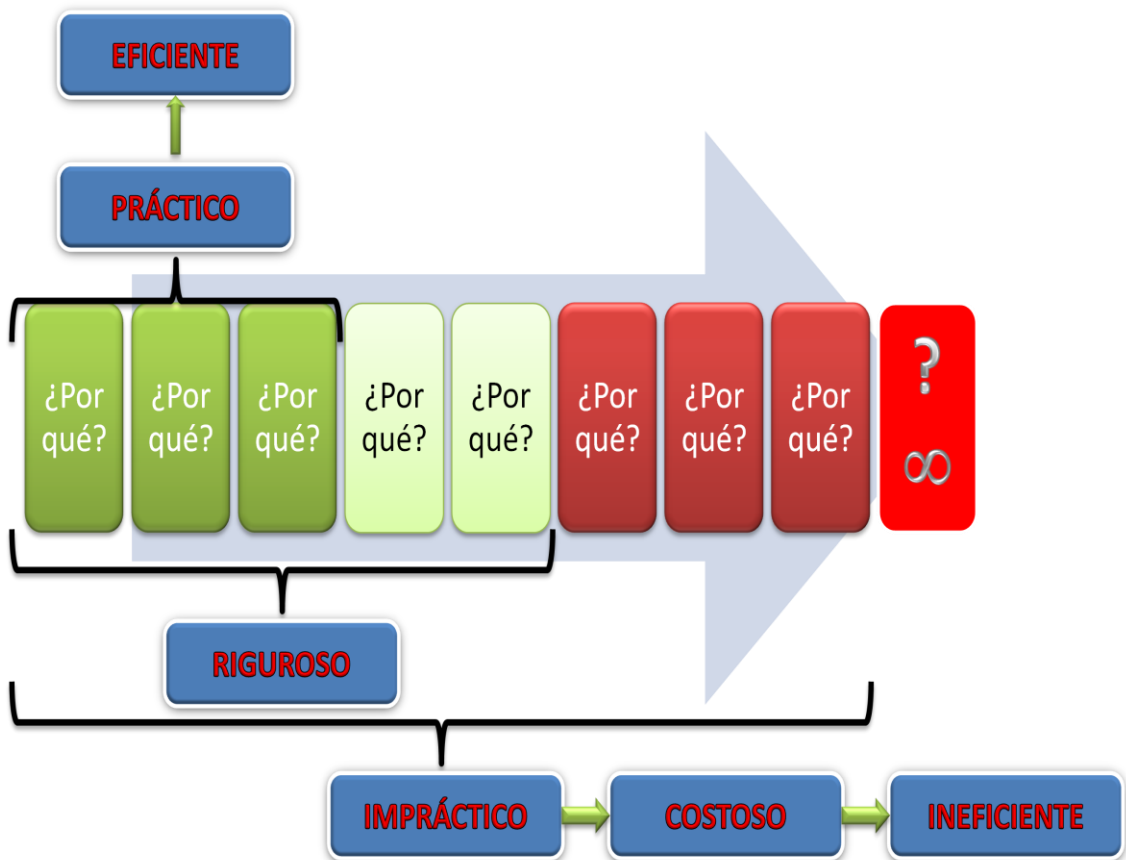 EFICIENTE
PRÁCTICO
¿Por
qué?
¿Por
qué?
¿Por
qué?
¿Por
qué?
¿Por
qué?
¿Por
qué?
¿Por
qué?
¿Por
qué?
?
∞
RIGUROSO
IMPRÁCTICO
COSTOSO
INEFICIENTE